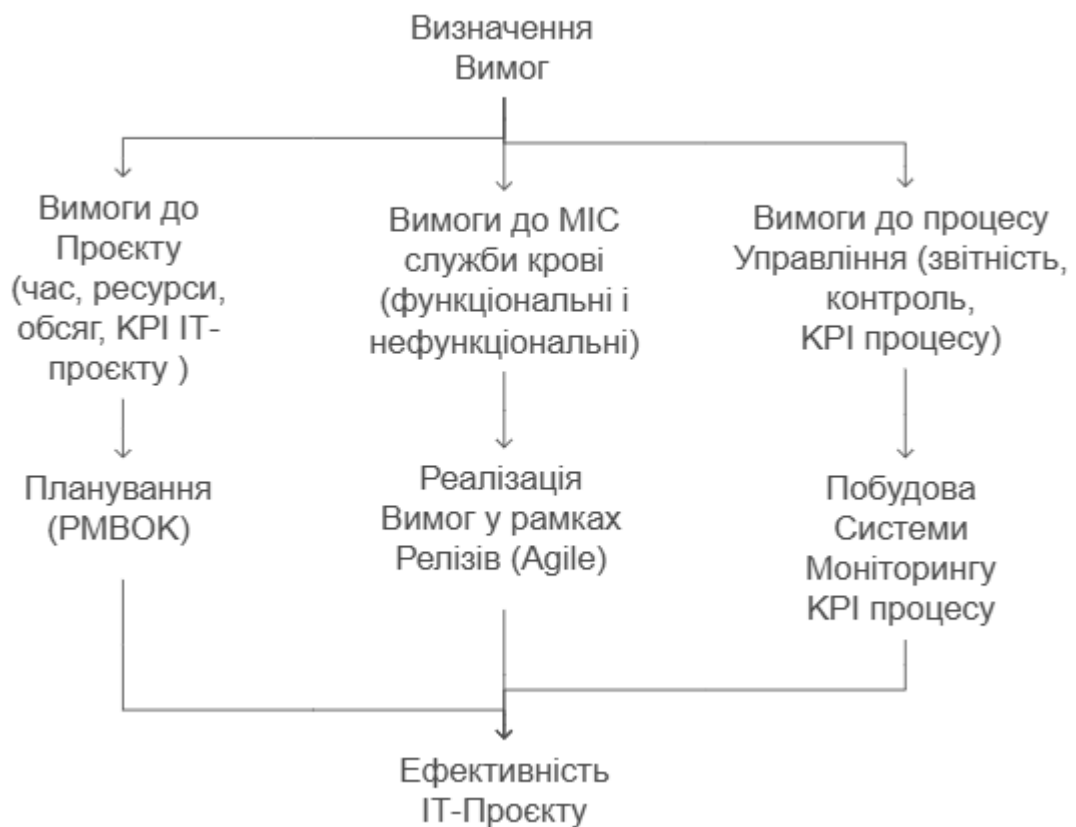 Визначення
Вимог
Вимоги до
Проєкту
(час, ресурси,
обсяг, KPI ІТ-
проєкту )
Вимоги до МІС
служби крові
(функціональні і
нефункціональні)
Вимоги до процесу
Управління (звітність,
контроль,
KPI процесу)
Планування
(PMBOK)
Реалізація
Вимог у рамках
Релізів (Agile)
Побудова
Системи
Моніторингу
KPI процесу
Ефективність
ІТ-Проєкту